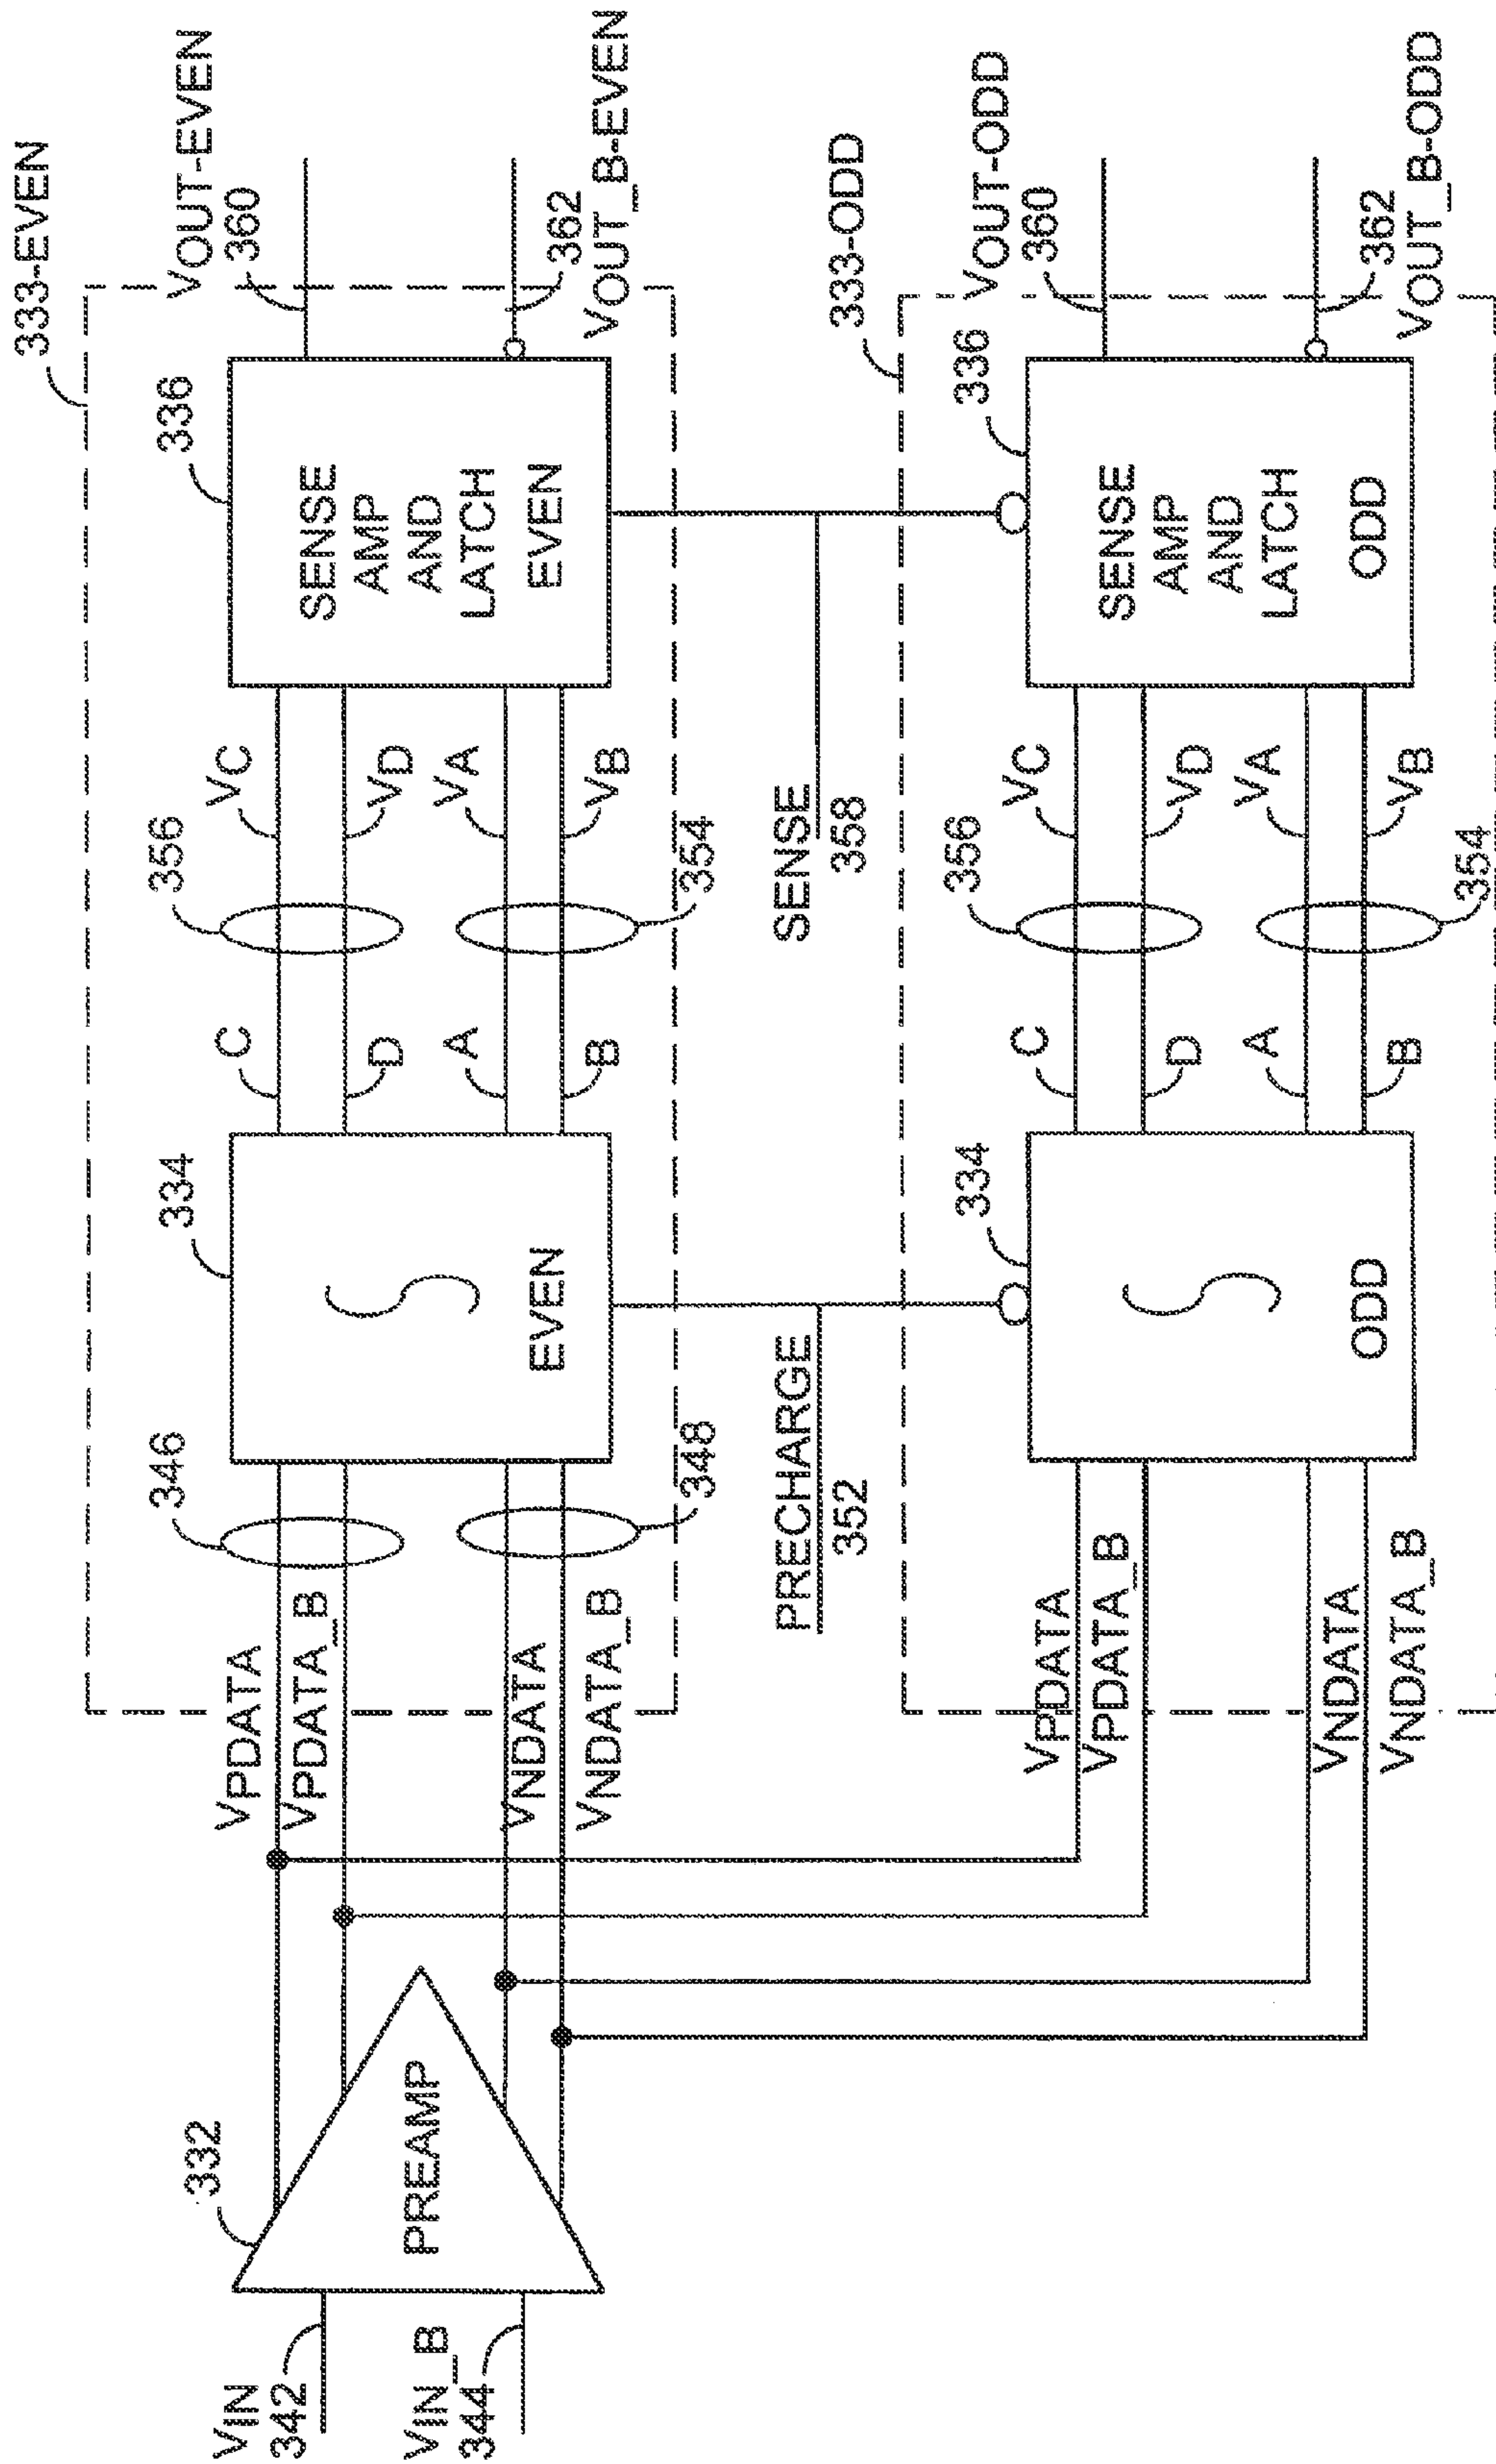 333-EVEN
VOUT-EVEN
360
336
SENSE
AMP
AND
LATCH
EVEN
362
VOUT_B-EVEN
356
VC
VD
VA
VB
354
C
D
A
B
334
∫
EVEN
346
348
VPDATA
VPDATA_B
VNDATA
VNDATA_B
332
PREAMP
VIN
342
VIN_B
344
PRECHARGE
352
SENSE
358
333-ODD
VOUT-ODD
360
336
SENSE
AMP
AND
LATCH
ODD
362
VOUT_B-ODD
356
VC
VD
VA
VB
354
C
D
A
B
334
∫
ODD
VPDATA
VPDATA_B
VNDATA
VNDATA_B